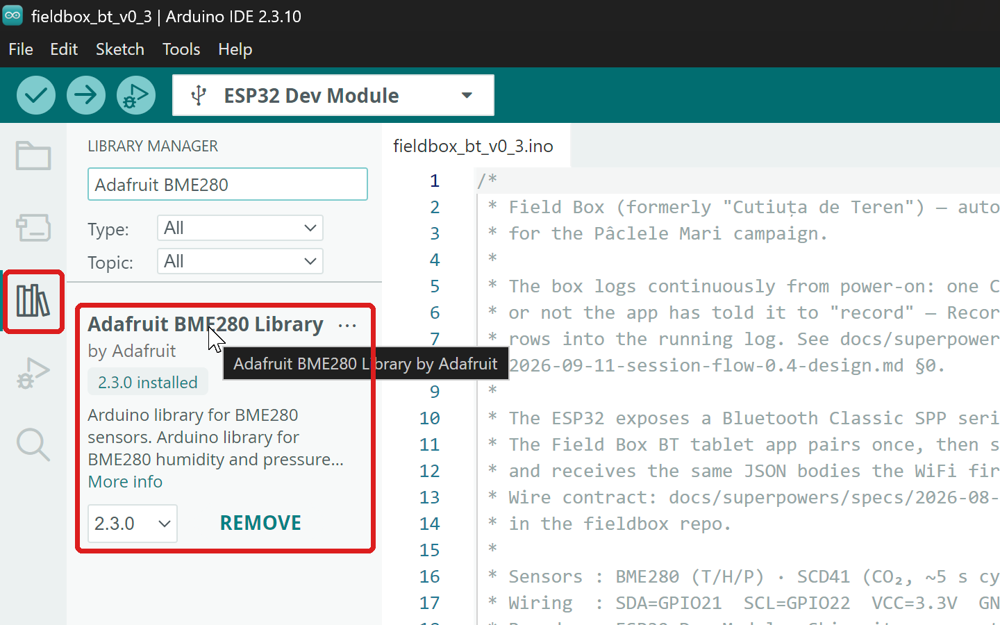 fieldbox_bt_v0_3 | Arduino IDE 2.3.10
File Edit Sketch Tools Help
ESP32 Dev Module
LIBRARY MANAGER
Adafruit BME280
Type: All
Topic: All
Adafruit BME280 Library ...
by Adafruit
Adafruit BME280 Library by Adafruit
2.3.0 installed
Arduino library for BME280
sensors. Arduino library for
BME280 humidity and pressure...
More info
2.3.0 REMOVE
fieldbox_bt_v0_3.ino
1 /*
2 * Field Box (formerly "Cutiuța de Teren") — auto
3 * for the Pâclele Mari campaign.
4 *
5 * The box logs continuously from power-on: one C
6 * or not the app has told it to "record" — Recor
7 * rows into the running log. See docs/superpower
2026-09-11-session-flow-0.4-design.md §0.
9 *
10 * The ESP32 exposes a Bluetooth Classic SPP seri
11 * The Field Box BT tablet app pairs once, then s
12 * and receives the same JSON bodies the WiFi fir
13 * Wire contract: docs/superpowers/specs/2026-08-
14 * in the fieldbox repo.
15 *
16 * Sensors : BME280 (T/H/P) · SCD41 (CO₂, ~5 s cy
17 * Wiring : SDA=GPIO21 SCL=GPIO22 VCC=3.3V GN